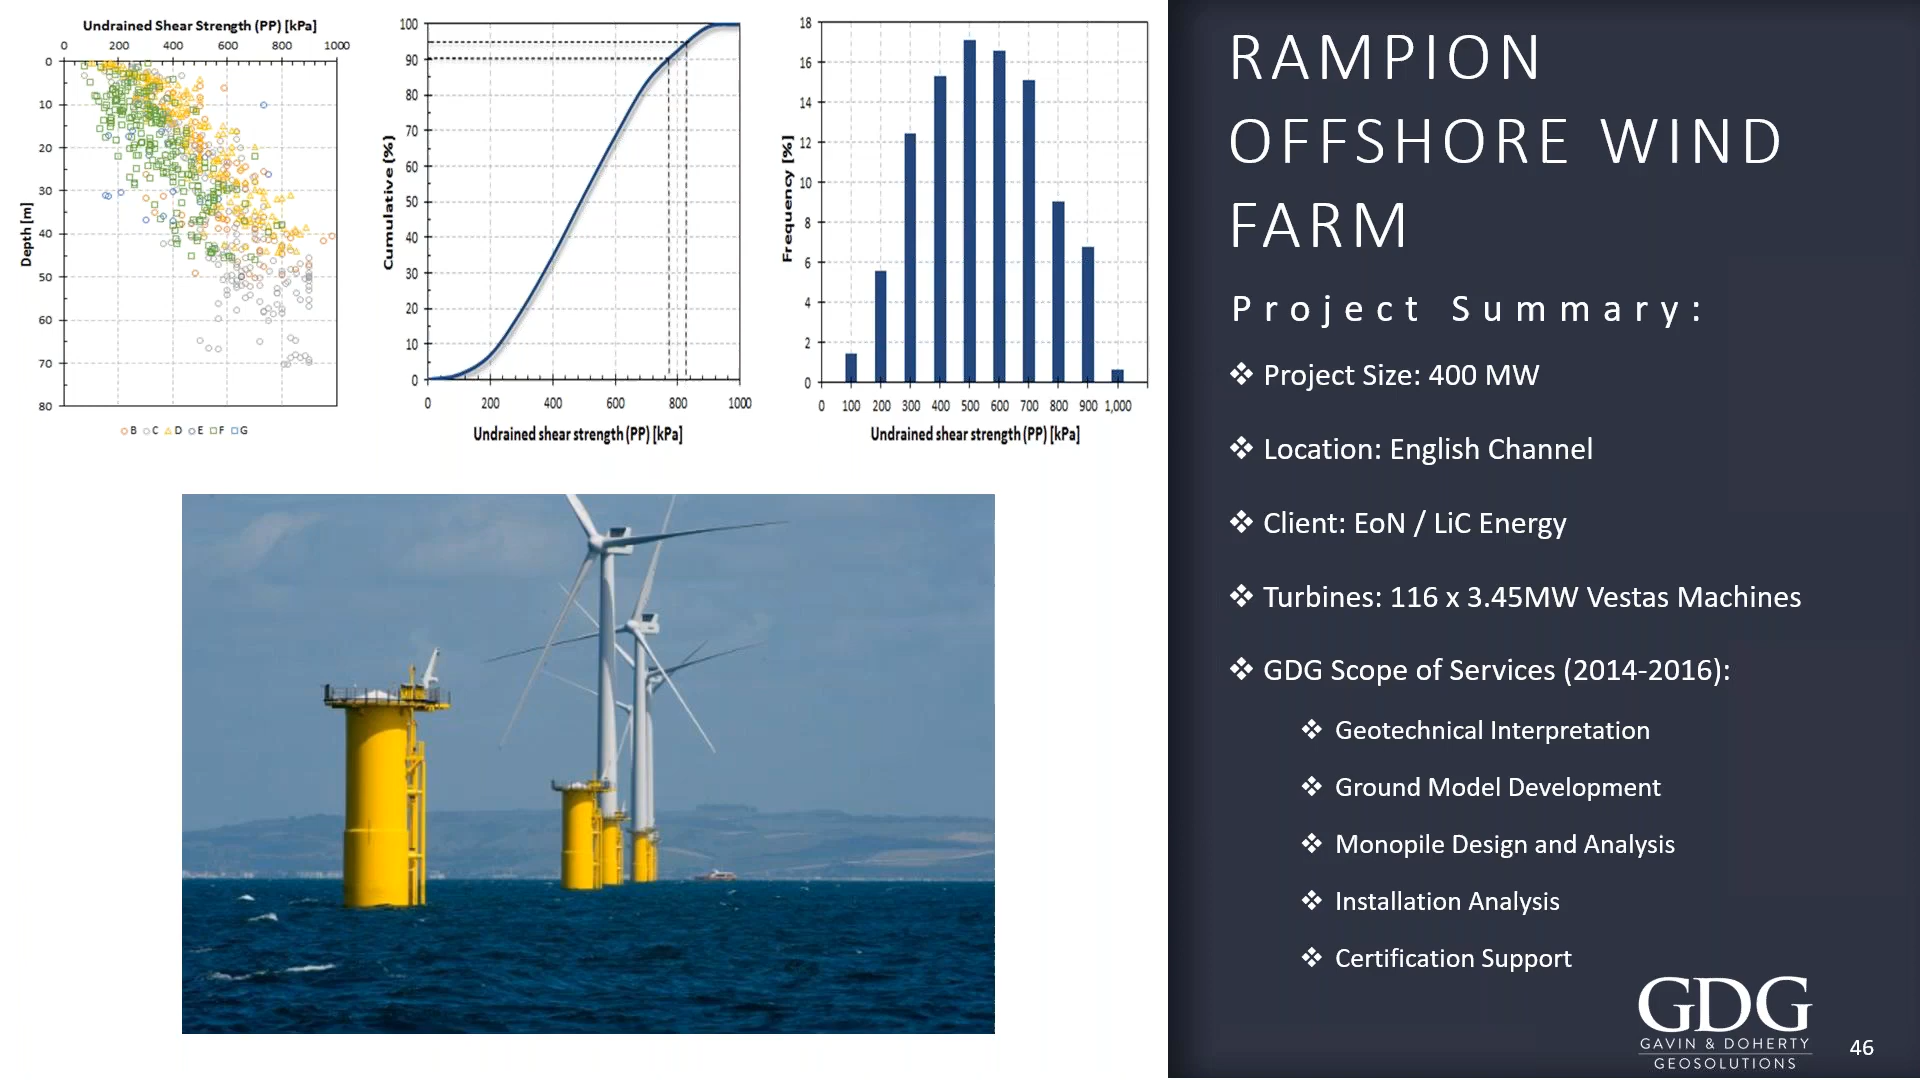 Undrained Shear Strength (PP) [kPa]
0 200 400 600 800 1000
0
10
20
30
40
50
60
70
80
Depth [m]
B C D E F G
100
90
80
70
60
50
40
30
20
10
0
Cumulative (%)
0 200 400 600 800 1000
Undrained shear strength (PP) [kPa]
18
16
14
12
10
8
6
4
2
0
Frequency [%]
0 100 200 300 400 500 600 700 800 900 1,000
Undrained shear strength (PP) [kPa]
RAMPION
OFFSHORE WIND
FARM
Project Summary:
❖ Project Size: 400 MW
❖ Location: English Channel
❖ Client: EoN / LiC Energy
❖ Turbines: 116 x 3.45MW Vestas Machines
❖ GDG Scope of Services (2014-2016):
❖ Geotechnical Interpretation
❖ Ground Model Development
❖ Monopile Design and Analysis
❖ Installation Analysis
❖ Certification Support
GDG
GAVIN & DOHERTY
GEOSOLUTIONS
46